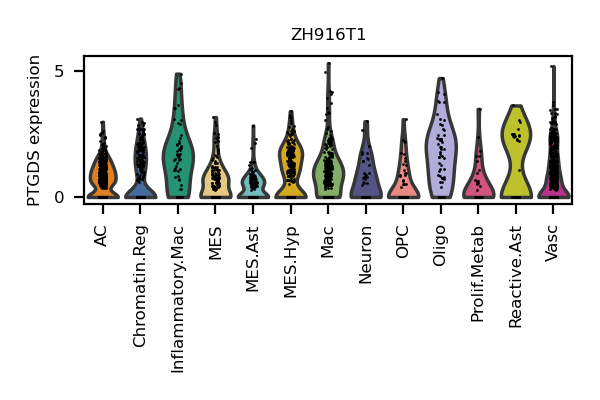 ZH916T1
PTGDS expression
5
0
AC
Chromatin.Reg
Inflammatory.Mac
MES
MES.Ast
MES.Hyp
Mac
Neuron
OPC
Oligo
Prolif.Metab
Reactive.Ast
Vasc